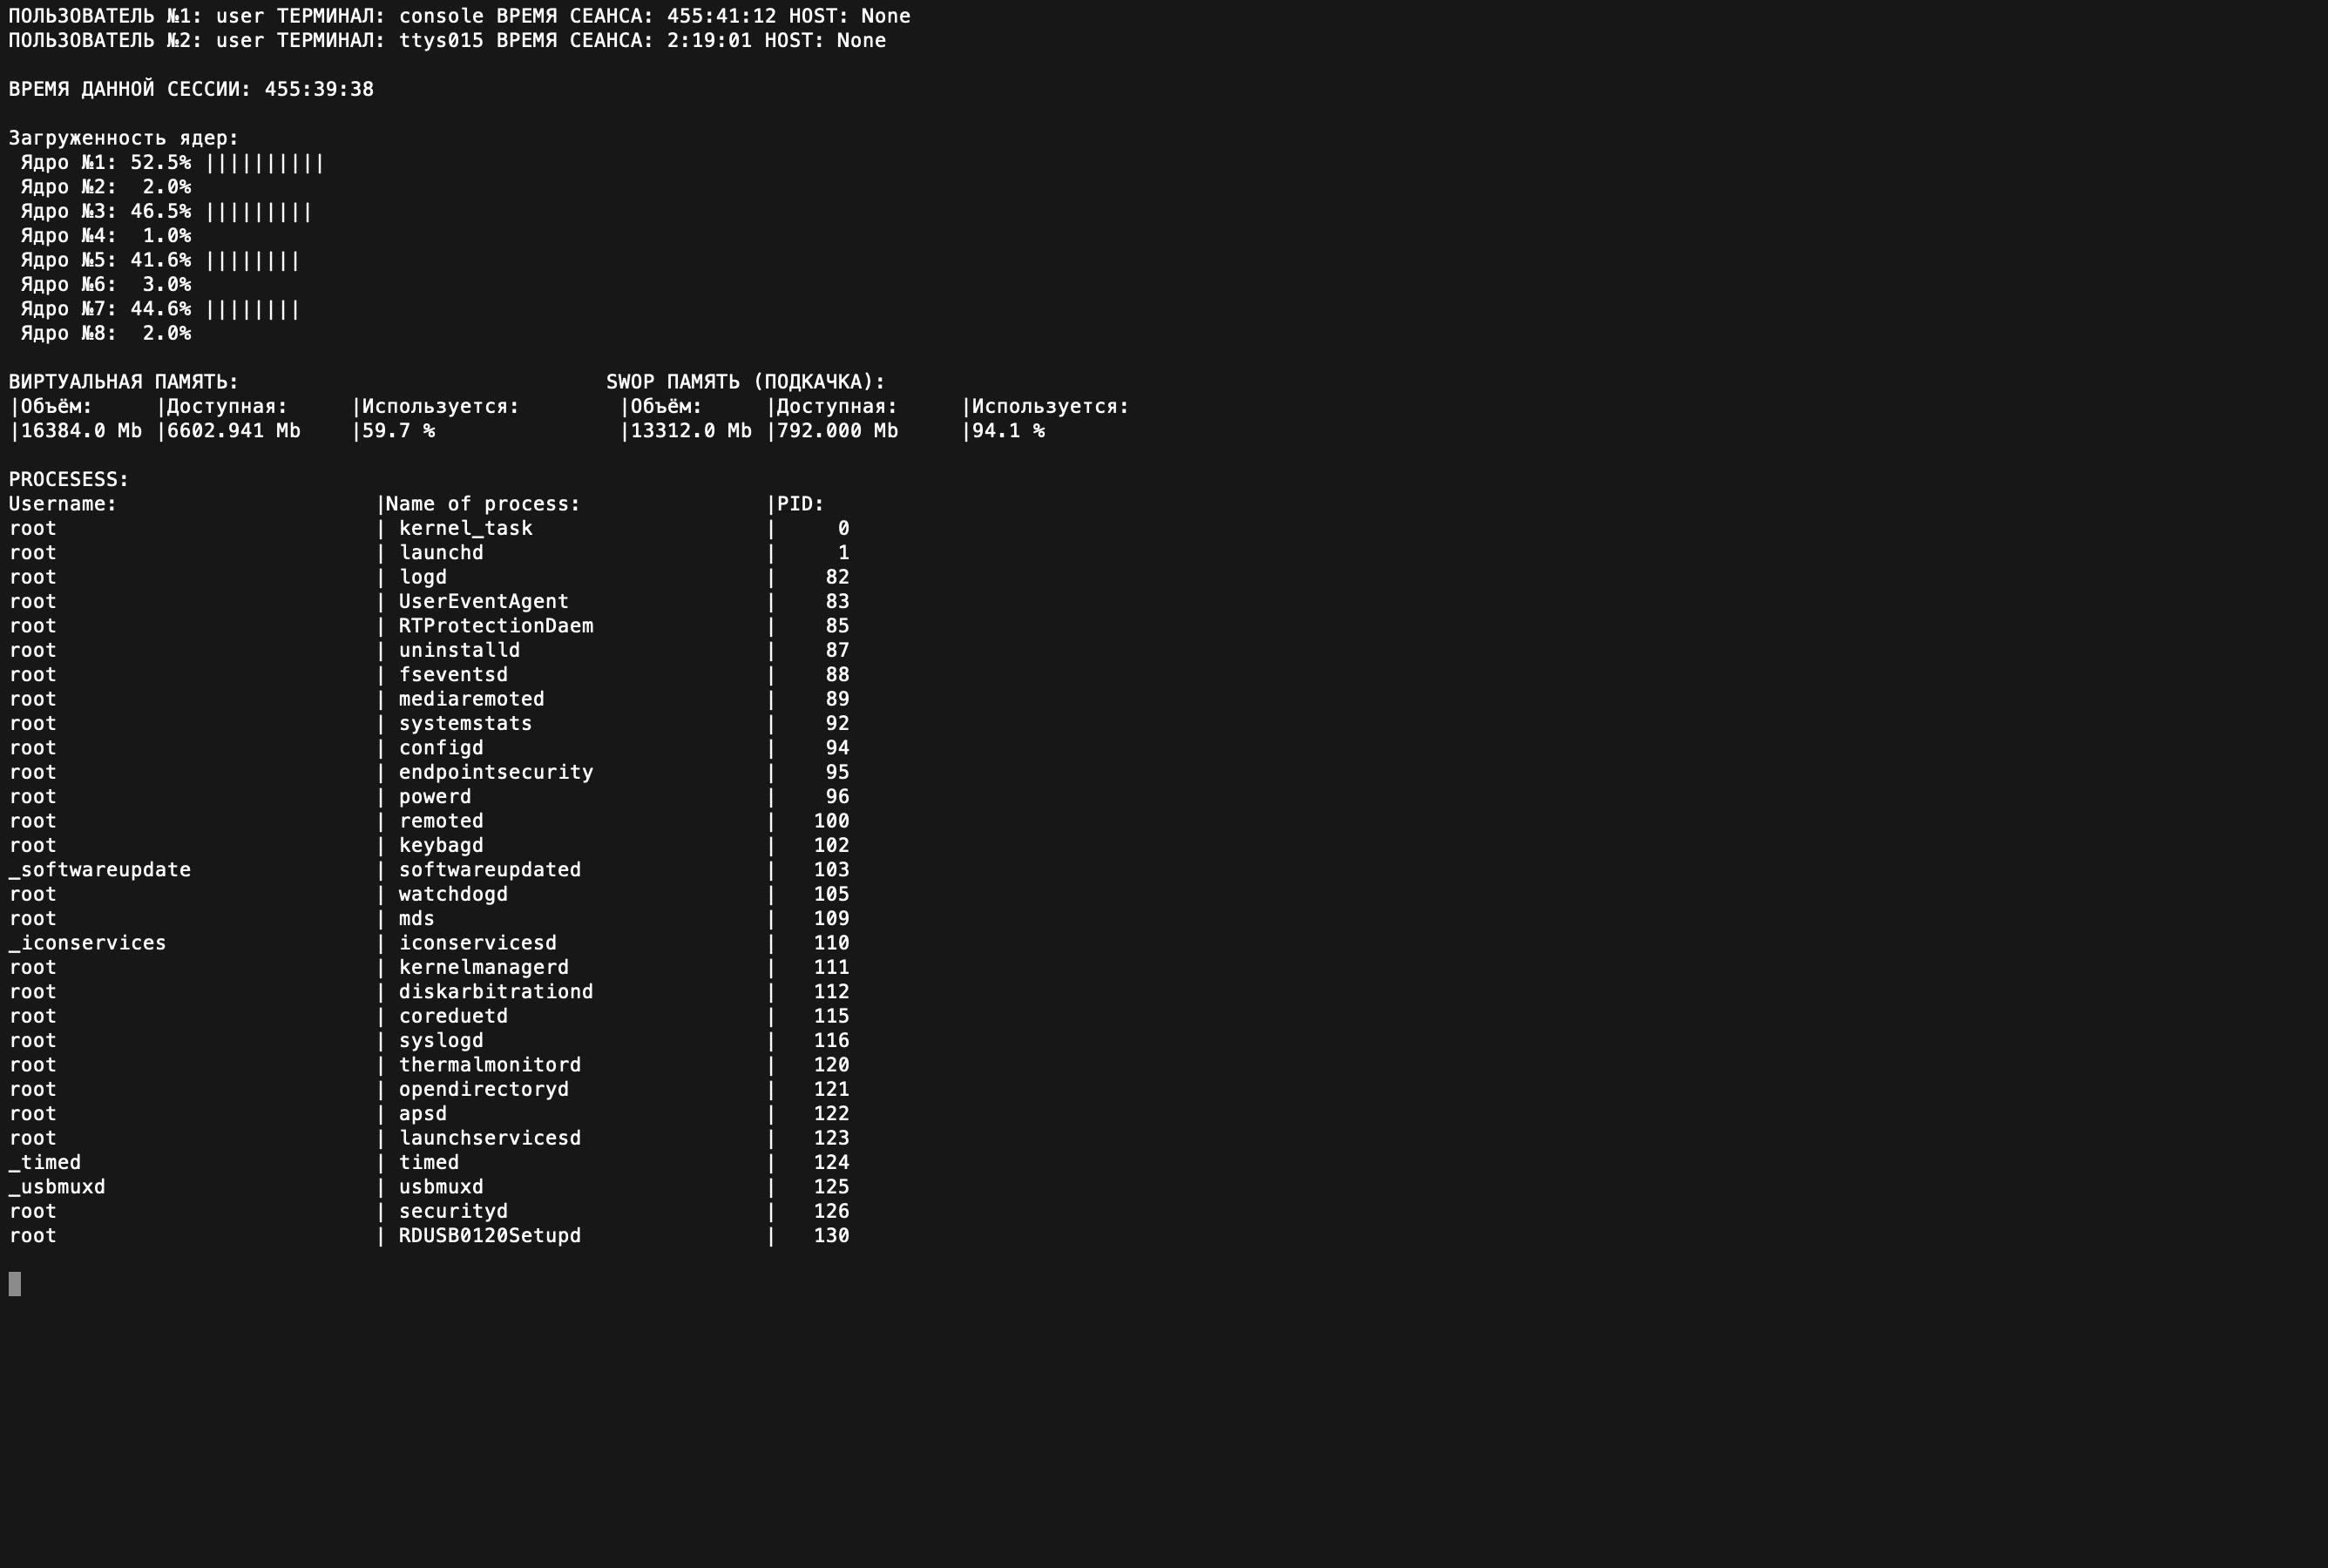 ПОЛЬЗОВАТЕЛЬ №1: user ТЕРМИНАЛ: console ВРЕМЯ СЕАНСА: 455:41:12 HOST: None
ПОЛЬЗОВАТЕЛЬ №2: user ТЕРМИНАЛ: ttys015 ВРЕМЯ СЕАНСА: 2:19:01 HOST: None
ВРЕМЯ ДАННОЙ СЕССИИ: 455:39:38
Загруженность ядер:
Ядро №1: 52.5% ||||||||||
Ядро №2: 2.0%
Ядро №3: 46.5% |||||||||
Ядро №4: 1.0%
Ядро №5: 41.6% ||||||||
Ядро №6: 3.0%
Ядро №7: 44.6% ||||||||
Ядро №8: 2.0%
ВИРТУАЛЬНАЯ ПАМЯТЬ: SWOP ПАМЯТЬ (ПОДКАЧКА):
|Объём: |Доступная: |Используется: |Объём: |Доступная: |Используется:
|16384.0 Mb |6602.941 Mb |59.7 % |13312.0 Mb |792.000 Mb |94.1 %
PROCESESS:
Username: |Name of process: |PID:
root | kernel_task | 0
root | launchd | 1
root | logd | 82
root | UserEventAgent | 83
root | RTProtectionDaem | 85
root | uninstalld | 87
root | fseventsd | 88
root | mediaremoted | 89
root | systemstats | 92
root | configd | 94
root | endpointsecurity | 95
root | powerd | 96
root | remoted | 100
root | keybagd | 102
_softwareupdate | softwareupdated | 103
root | watchdogd | 105
root | mds | 109
_iconservices | iconservicesd | 110
root | kernelmanagerd | 111
root | diskarbitrationd | 112
root | coreduetd | 115
root | syslogd | 116
root | thermalmonitord | 120
root | opendirectoryd | 121
root | apsd | 122
root | launchservicesd | 123
_timed | timed | 124
_usbmuxd | usbmuxd | 125
root | securityd | 126
root | RDUSB0120Setupd | 130